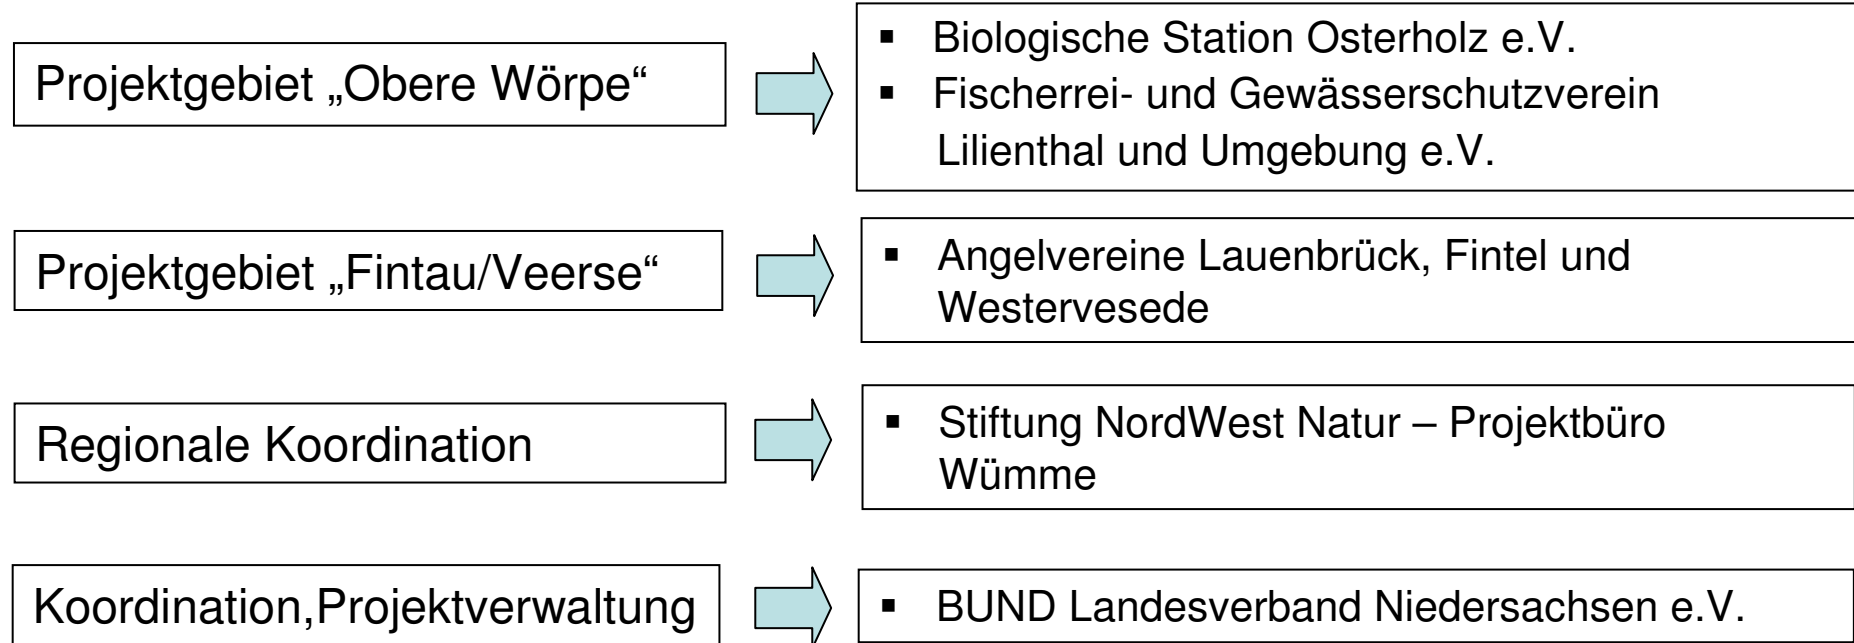 Projektgebiet „Obere Wörpe“
▪ Biologische Station Osterholz e.V.
▪ Fischerrei- und Gewässerschutzverein
Lilienthal und Umgebung e.V.
Projektgebiet „Fintau/Veerse“
▪ Angelvereine Lauenbrück, Fintel und
Westervesede
Regionale Koordination
▪ Stiftung NordWest Natur – Projektbüro
Wümme
Koordination,Projektverwaltung
▪ BUND Landesverband Niedersachsen e.V.